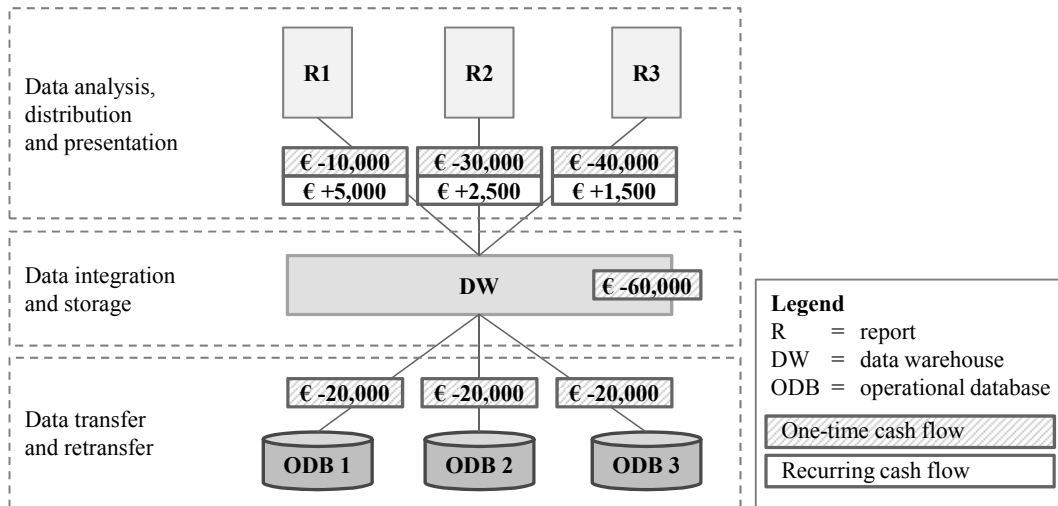 R1
R2
R3
Data analysis,
distribution
and presentation
€ -10,000
€ -30,000
€ -40,000
€ +5,000
€ +2,500
€ +1,500
Data integration
and storage
DW
€ -60,000
€ -20,000
€ -20,000
€ -20,000
Data transfer
and retransfer
ODB 1
ODB 2
ODB 3
Legend
R = report
DW = data warehouse
ODB = operational database
One-time cash flow
Recurring cash flow